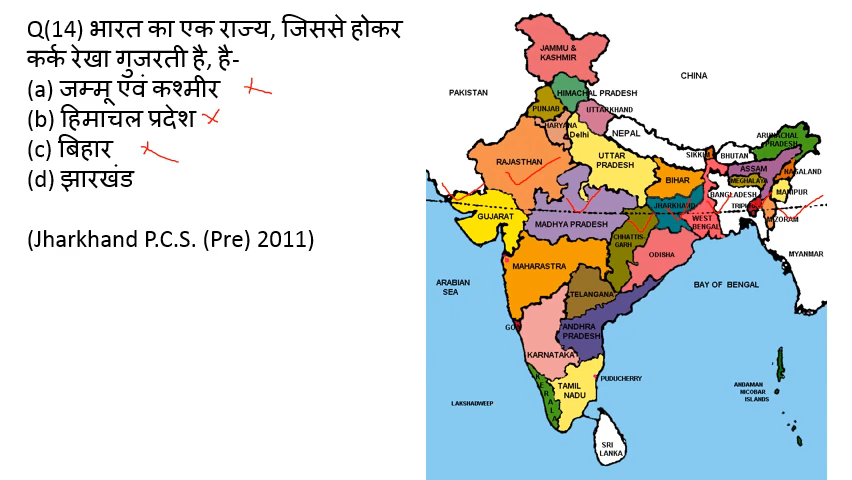 Q(14) भारत का एक राज्य, जिससे होकर
कर्क रेखा गुजरती है, है-
(a) जम्मू एवं कश्मीर
(b) हिमाचल प्रदेश
(c) बिहार
(d) झारखंड
(Jharkhand P.C.S. (Pre) 2011)
JAMMU &
KASHMIR
CHINA
PAKISTAN
HIMACHAL PRADESH
PUNJAB
UTTARKHAND
HARYANA
Delhi
NEPAL
ARUNACHAL
PRADESH
SIKKIM
BHUTAN
RAJASTHAN
UTTAR
PRADESH
ASSAM
NAGALAND
BIHAR
MEGHALAYA
MANIPUR
BANGLADESH
JHARKHAND
TRIPURA
GUJARAT
MADHYA PRADESH
WEST
BENGAL
MIZORAM
CHHATTIS-
GARH
ODISHA
MYANMAR
MAHARASTRA
ARABIAN
SEA
BAY OF BENGAL
TELANGANA
GOA
ANDHRA
PRADESH
KARNATAKA
PUDUCHERRY
TAMIL
NADU
KERALA
ANDAMAN
NICOBAR
ISLANDS
LAKSHADWEEP
SRI
LANKA